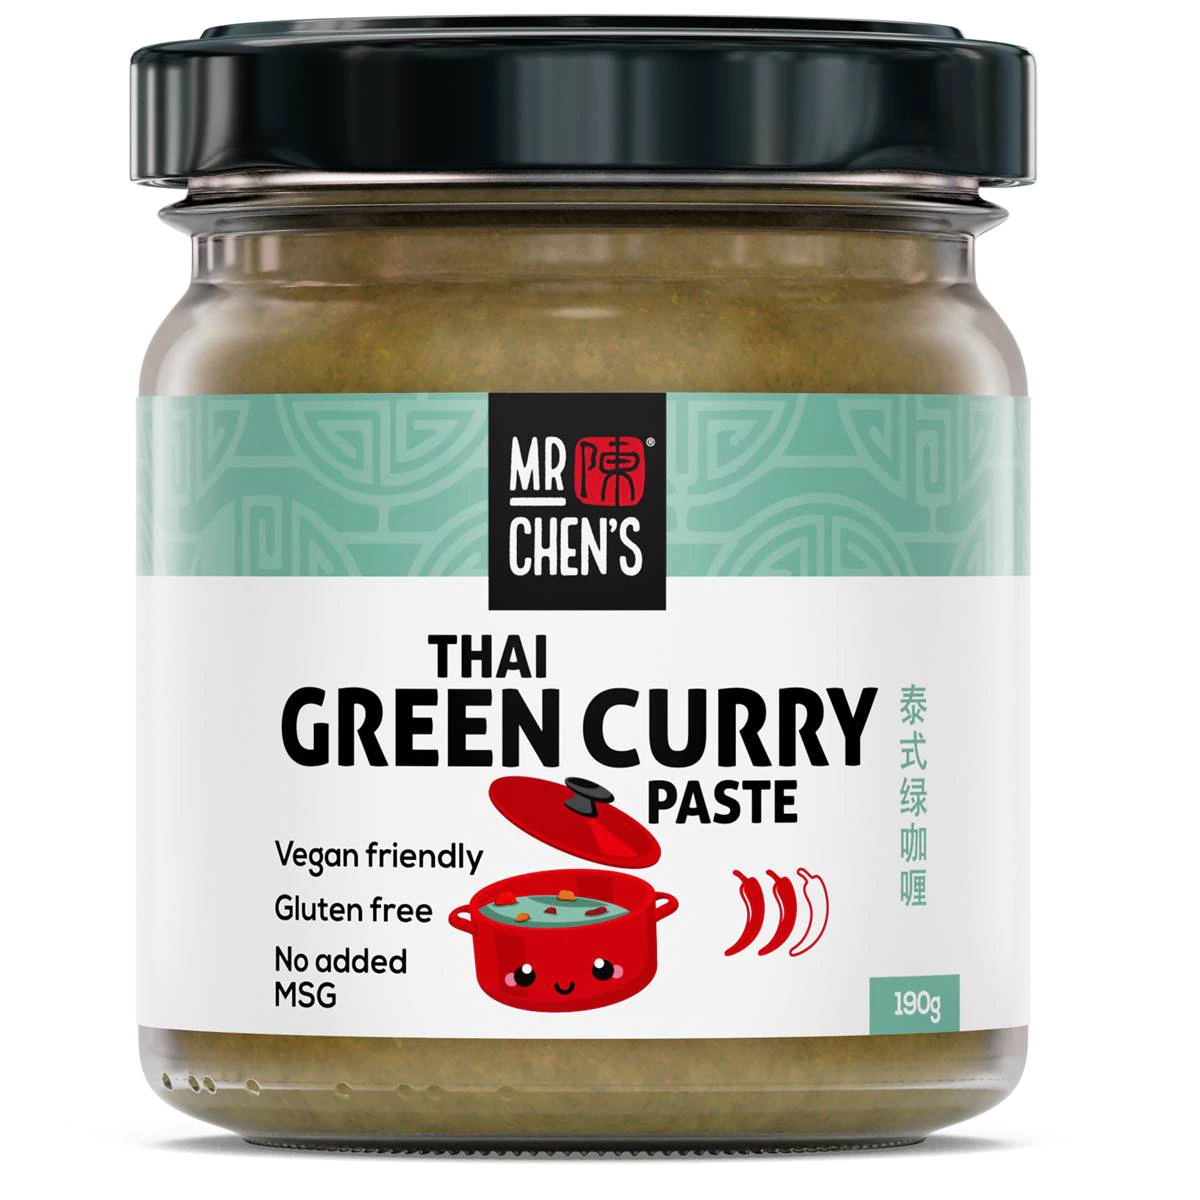 MR 陳®
CHEN'S
THAI
GREEN CURRY
PASTE
泰式绿咖喱
Vegan friendly
Gluten free
No added
MSG
190g